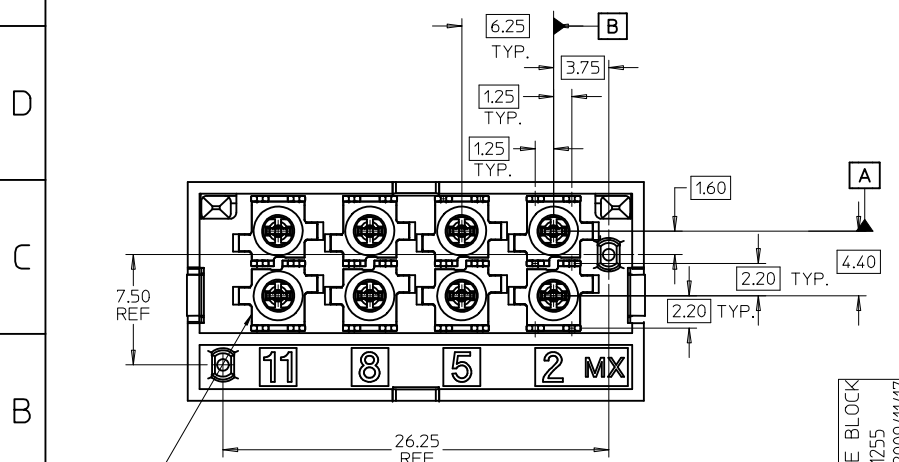 6.25
TYP.
B
3.75
D
1.25
TYP.
1.25
TYP.
1.60
A
C
4.40
2.20 TYP.
7.50
REF
2.20 TYP.
11 8 5 2 MX
E BLOCK
1255
B
26.25
REF